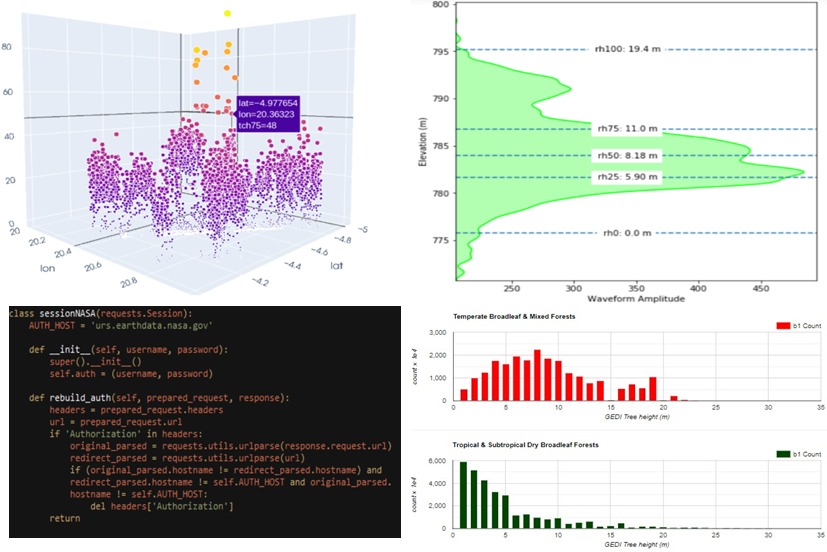 80
60
40
20
0
20
20.2
20.4
20.6
20.8
lon
−4.2
−4.4
−4.6
−4.8
−5
lat
lat=−4.977654
lon=20.36323
tch75=48
800
795
790
785
780
775
Elevation (m)
rh100: 19.4 m
rh75: 11.0 m
rh50: 8.18 m
rh25: 5.90 m
rh0: 0.0 m
250 300 350 400 450
Waveform Amplitude
class sessionNASA(requests.Session):
AUTH_HOST = 'urs.earthdata.nasa.gov'
def __init__(self, username, password):
super().__init__()
self.auth = (username, password)
def rebuild_auth(self, prepared_request, response):
headers = prepared_request.headers
url = prepared_request.url
if 'Authorization' in headers:
original_parsed = requests.utils.urlparse(response.request.url)
redirect_parsed = requests.utils.urlparse(url)
if (original_parsed.hostname != redirect_parsed.hostname) and
redirect_parsed.hostname != self.AUTH_HOST and original_parsed.
hostname != self.AUTH_HOST:
del headers['Authorization']
return
Temperate Broadleaf & Mixed Forests
b1 Count
3,000
2,000
1,000
0
count × 1e4
0 5 10 15 20 25 30 35
GEDI Tree height (m)
Tropical & Subtropical Dry Broadleaf Forests
b1 Count
6,000
4,000
2,000
0
count × 1e4
0 5 10 15 20 25 30 35
GEDI Tree height (m)